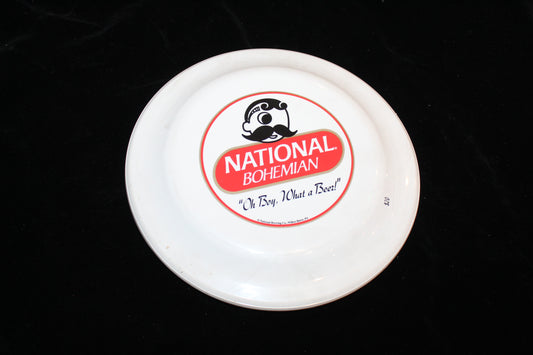 NATIONAL
BOHEMIAN
"Oh Boy, What a Beer!"